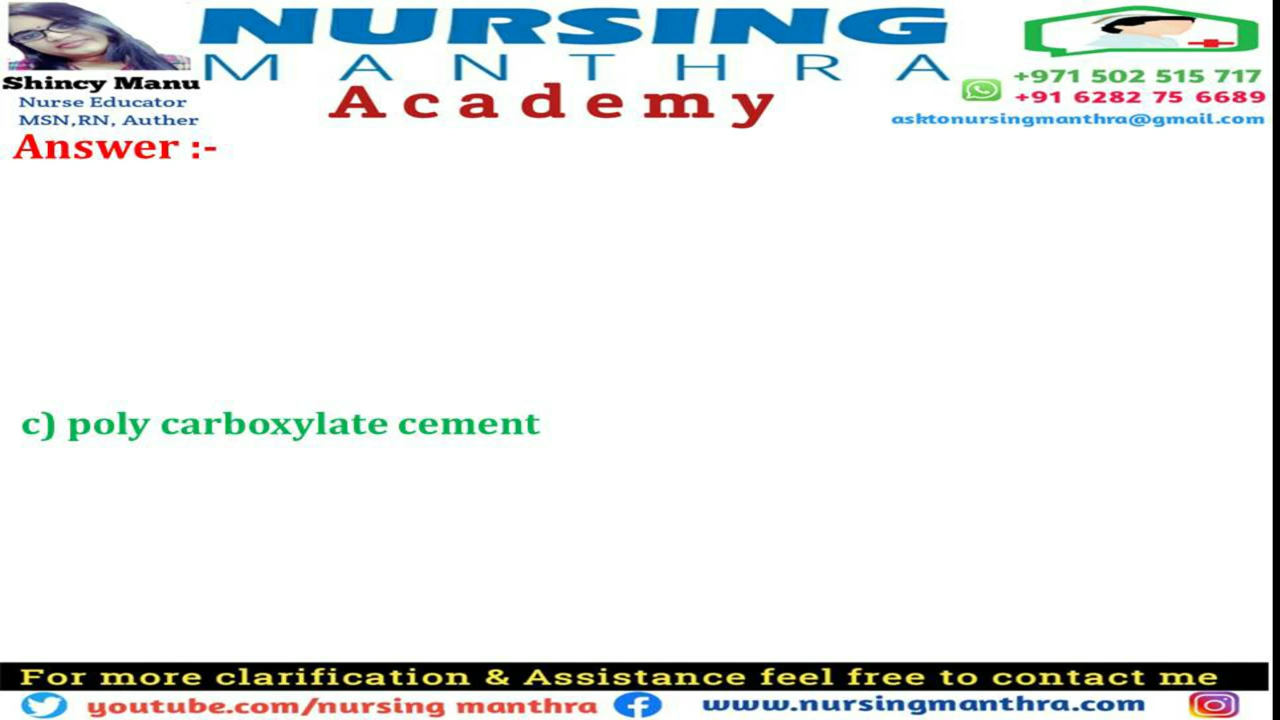 NURSING
MANTHRA
Academy
Shincy Manu
Nurse Educator
MSN,RN, Auther
+971 502 515 717
+91 6282 75 6689
asktonursingmanthra@gmail.com
Answer :-
c) poly carboxylate cement
For more clarification & Assistance feel free to contact me
youtube.com/nursing manthra
www.nursingmanthra.com